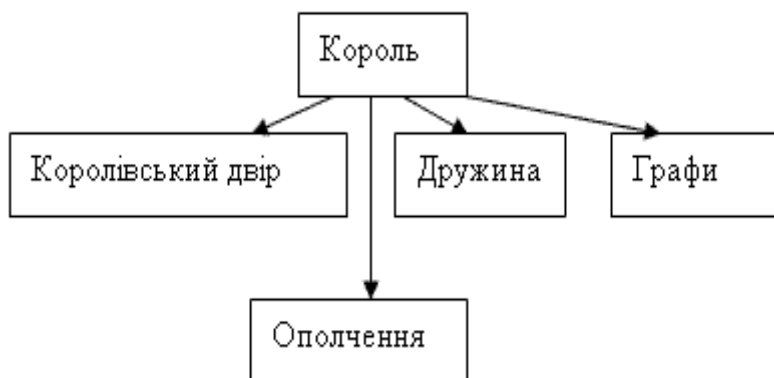 Король
Королівський двір
Дружина
Графи
Ополчення